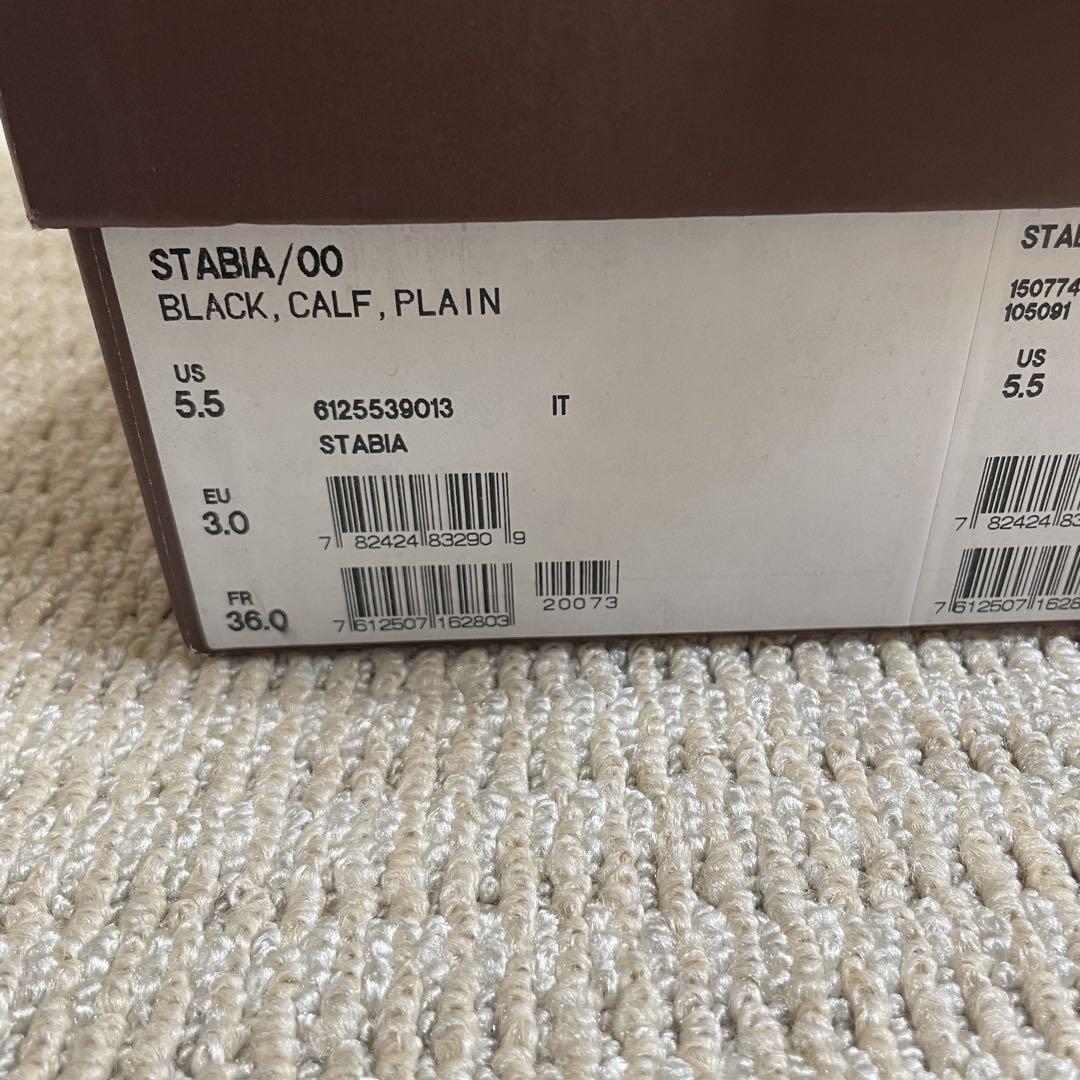 STABIA/00
BLACK, CALF, PLAIN
US
5.5
6125539013 IT
STABIA
EU
3.0
7 82424 83290 9
FR
36.0
7 612507 162803
20073
STAB
150774
105091
US
5.5
7 82424 83
7 612507 1628